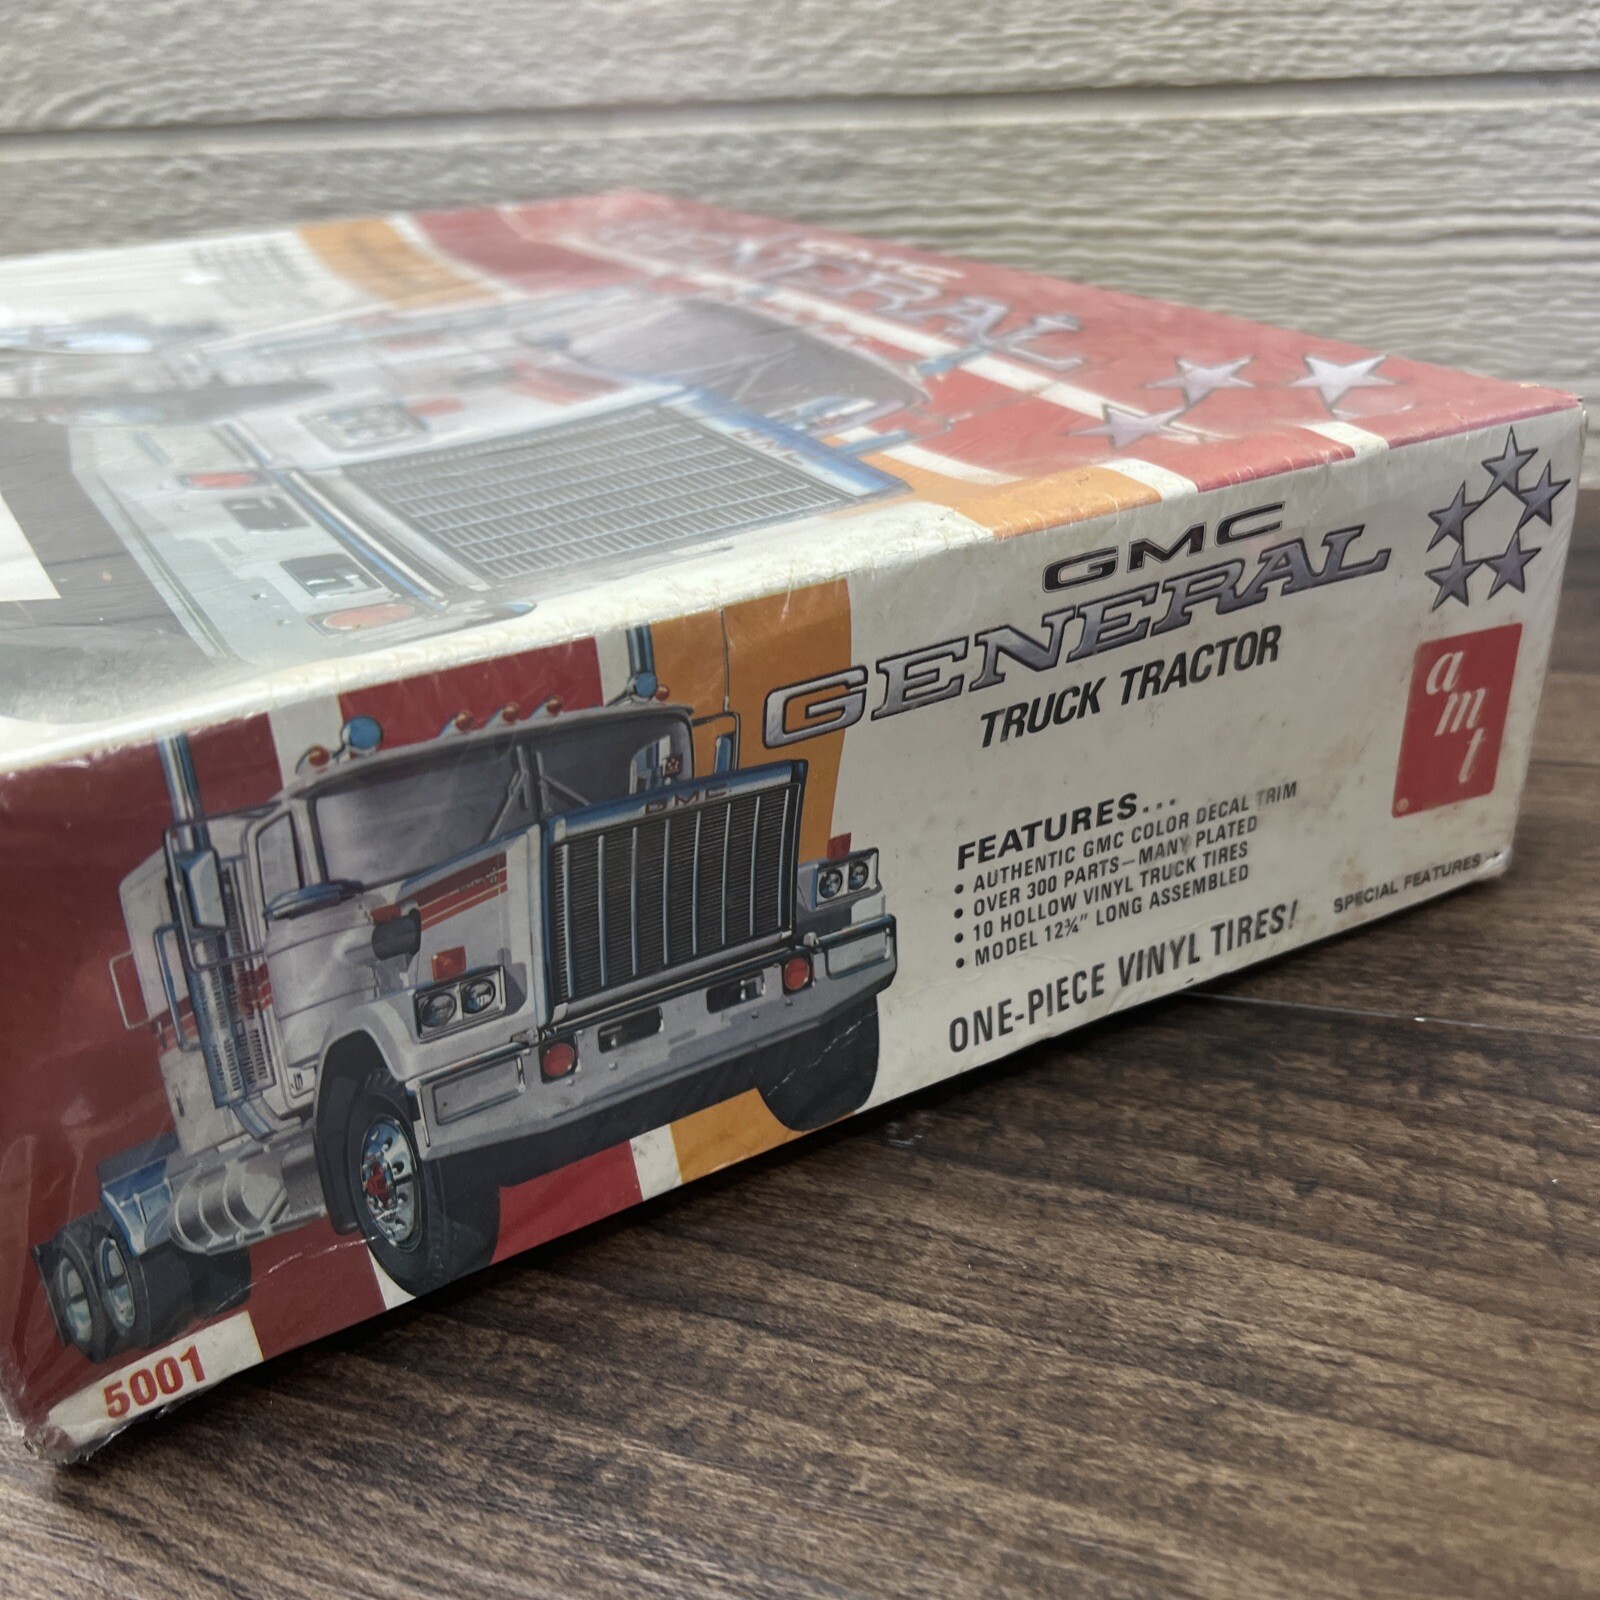 GMC
GENERAL
GMC
GENERAL
TRUCK TRACTOR
amt
®
FEATURES...
• AUTHENTIC GMC COLOR DECAL TRIM
• OVER 300 PARTS—MANY PLATED
• 10 HOLLOW VINYL TRUCK TIRES
• MODEL 12¾" LONG ASSEMBLED
ONE-PIECE VINYL TIRES!
SPECIAL FEATURES
GMC
5001